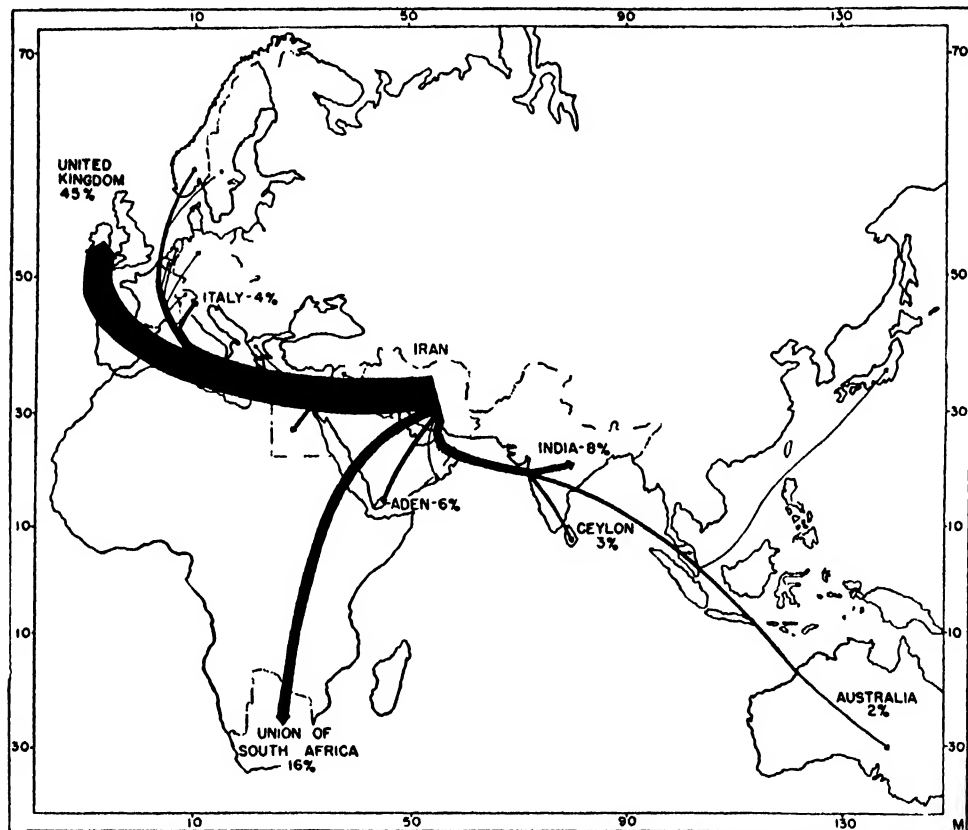 10 50 90 130
70 70
UNITED
KINGDOM
45%
50 50
ITALY-4%
IRAN
30 30
INDIA-8%
ADEN-6%
CEYLON
3%
10 10
10 10
AUSTRALIA
2%
UNION OF
SOUTH AFRICA
16%
30 30
10 50 90 130